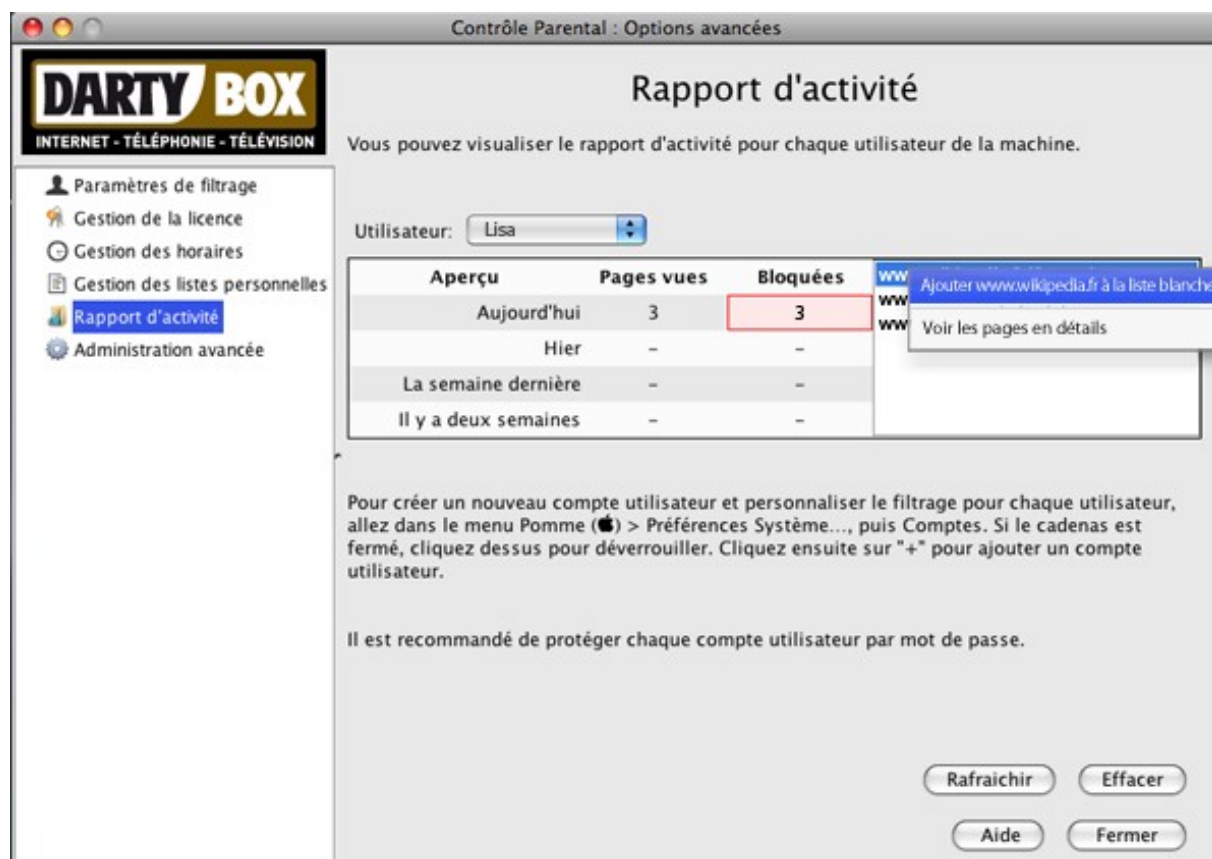 Contrôle Parental : Options avancées
DARTY BOX
INTERNET - TÉLÉPHONIE - TÉLÉVISION
Paramètres de filtrage
Gestion de la licence
Gestion des horaires
Gestion des listes personnelles
Rapport d'activité
Administration avancée
Rapport d'activité
Vous pouvez visualiser le rapport d'activité pour chaque utilisateur de la machine.
Utilisateur: Lisa
Aperçu Pages vues Bloquées
Aujourd'hui 3 3
Hier - -
La semaine dernière - -
Il y a deux semaines - -
Ajouter www.wikipedia.fr à la liste blanche
Voir les pages en détails
Pour créer un nouveau compte utilisateur et personnaliser le filtrage pour chaque utilisateur,
allez dans le menu Pomme () > Préférences Système..., puis Comptes. Si le cadenas est
fermé, cliquez dessus pour déverrouiller. Cliquez ensuite sur "+" pour ajouter un compte
utilisateur.
Il est recommandé de protéger chaque compte utilisateur par mot de passe.
Rafraichir Effacer
Aide Fermer